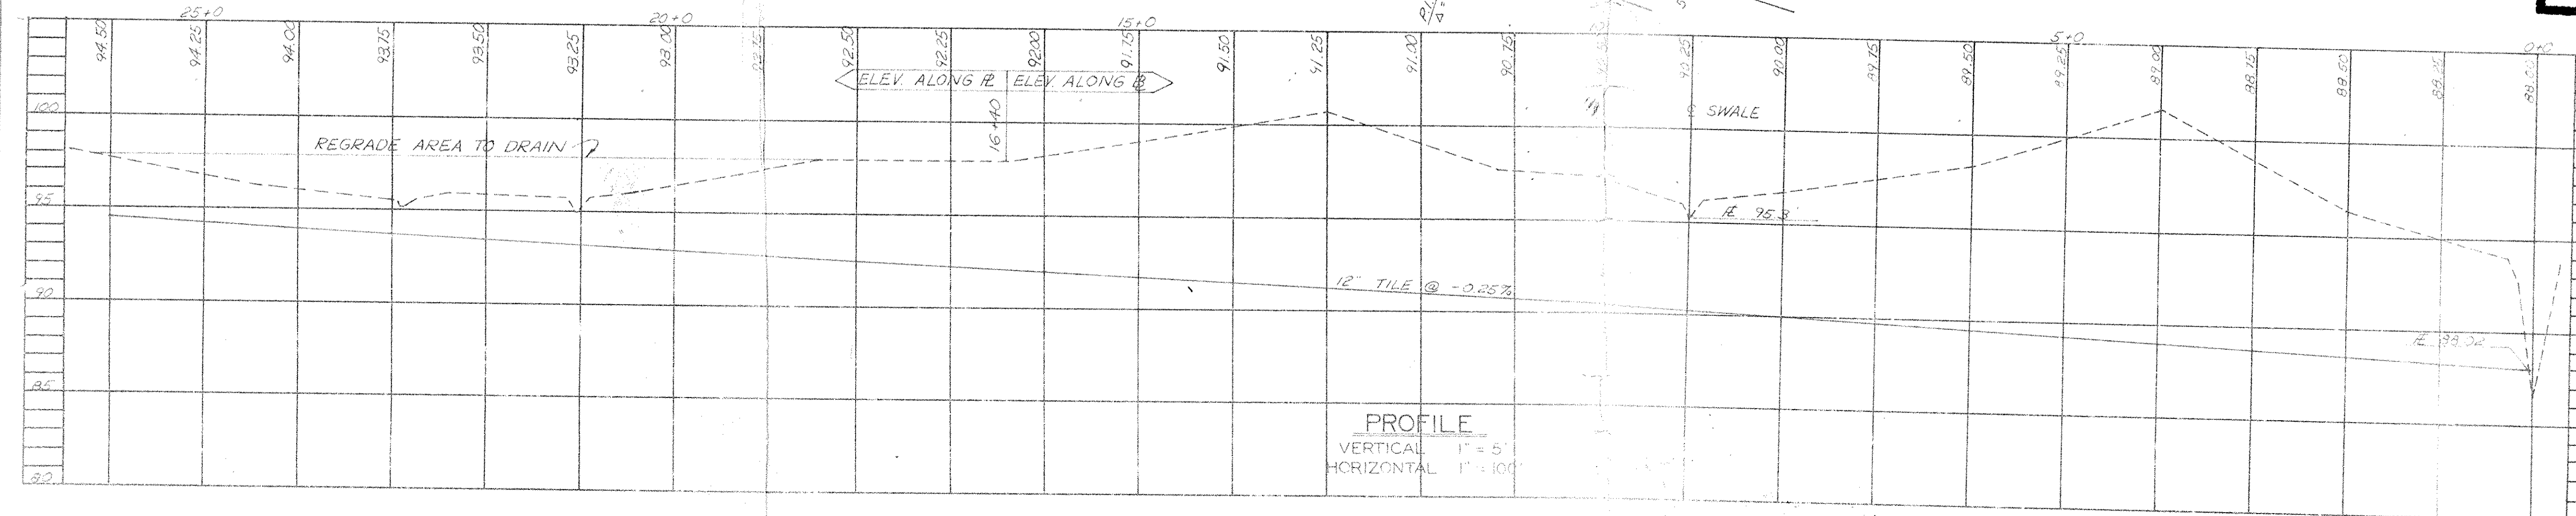 25+0 20+0 15+0 5+0 0+0
94.50 94.25 94.00 93.75 93.50 93.25 93.00 92.75 92.50 92.25 92.00 91.75 91.50 91.25 91.00 90.75 90.50 90.25 90.00 89.75 89.50 89.25 89.00 88.75 88.50 88.25 88.00
P.I.
ELEV. ALONG ELEV. ALONG
16+40
100
REGRADE AREA TO DRAIN
SWALE
95
95.3
90
12" TILE @ -0.25%
88.02
85
PROFILE
VERTICAL 1" = 5'
HORIZONTAL 1" = 100'
80